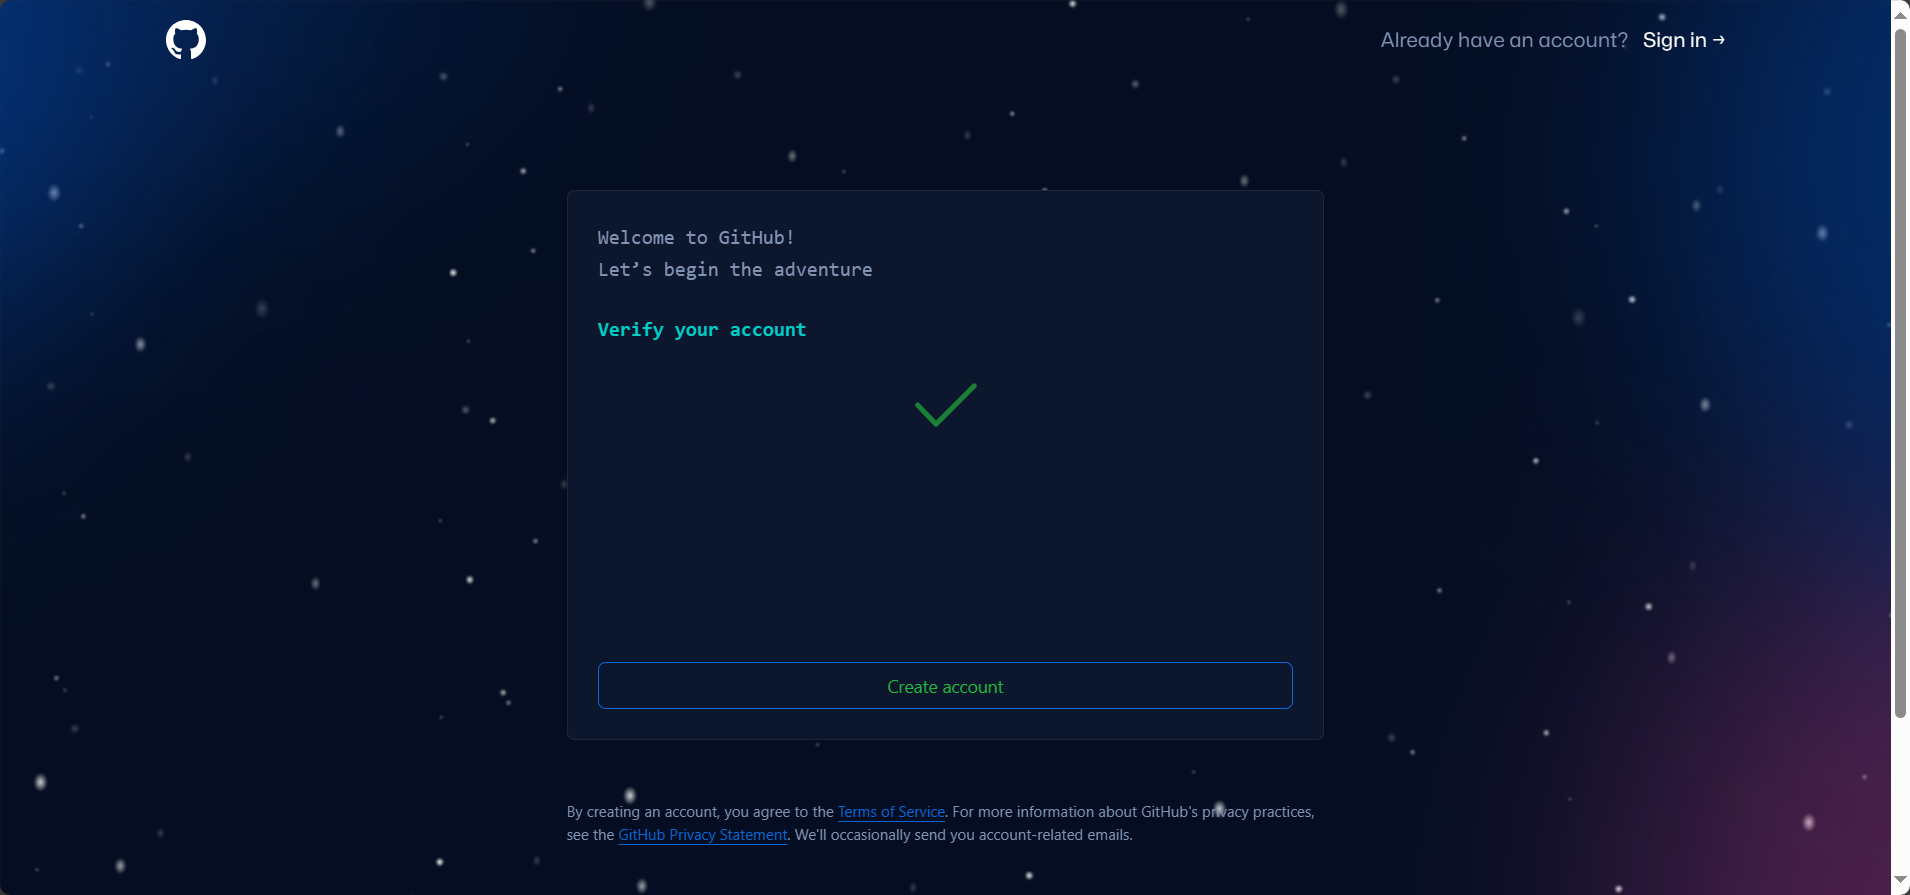 Already have an account? Sign in →
Welcome to GitHub!
Let’s begin the adventure
Verify your account
Create account
By creating an account, you agree to the Terms of Service. For more information about GitHub's privacy practices,
see the GitHub Privacy Statement. We'll occasionally send you account-related emails.